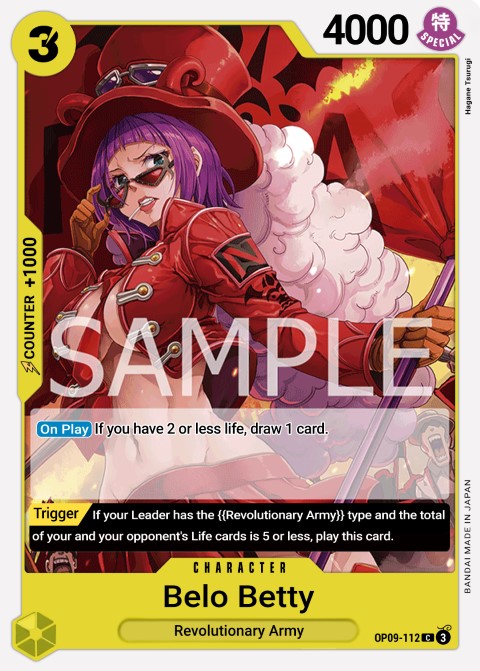 3
4000
特
SPECIAL
Hagane Tsurugi
COUNTER +1000
SAMPLE
On Play If you have 2 or less life, draw 1 card.
Trigger If your Leader has the {{Revolutionary Army}} type and the total
of your and your opponent's Life cards is 5 or less, play this card.
BANDAI MADE IN JAPAN
CHARACTER
Belo Betty
Revolutionary Army
OP09-112 C 3